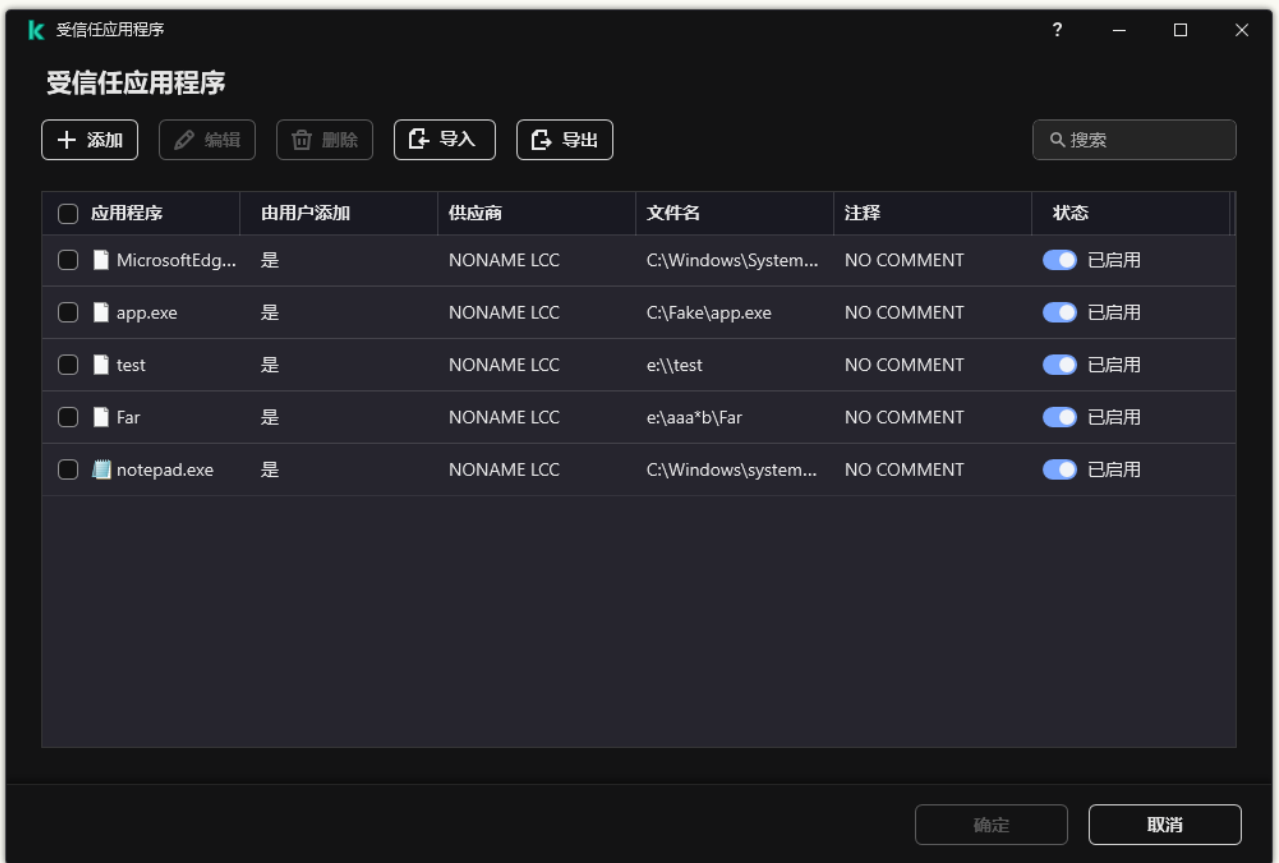 受信任应用程序
?
受信任应用程序
添加 编辑 删除 导入 导出 搜索
应用程序 由用户添加 供应商 文件名 注释 状态
MicrosoftEdg... 是 NONAME LCC C:\Windows\System... NO COMMENT 已启用
app.exe 是 NONAME LCC C:\Fake\app.exe NO COMMENT 已启用
test 是 NONAME LCC e:\\test NO COMMENT 已启用
Far 是 NONAME LCC e:\aaa*b\Far NO COMMENT 已启用
notepad.exe 是 NONAME LCC C:\Windows\system... NO COMMENT 已启用
确定 取消